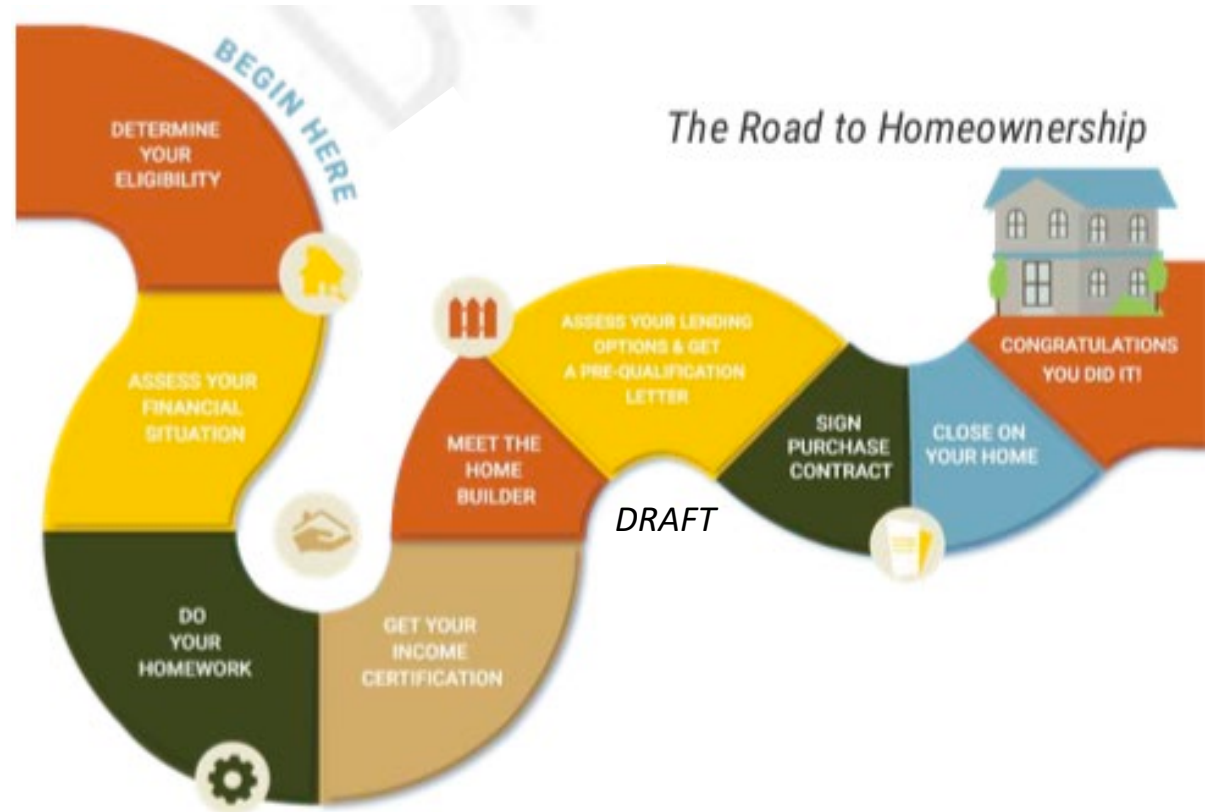 BEGIN HERE
The Road to Homeownership
DETERMINE
YOUR
ELIGIBILITY
ASSESS YOUR
FINANCIAL
SITUATION
DO
YOUR
HOMEWORK
GET YOUR
INCOME
CERTIFICATION
MEET THE
HOME
BUILDER
ASSESS YOUR LENDING
OPTIONS & GET
A PRE-QUALIFICATION
LETTER
DRAFT
SIGN
PURCHASE
CONTRACT
CLOSE ON
YOUR HOME
CONGRATULATIONS
YOU DID IT!